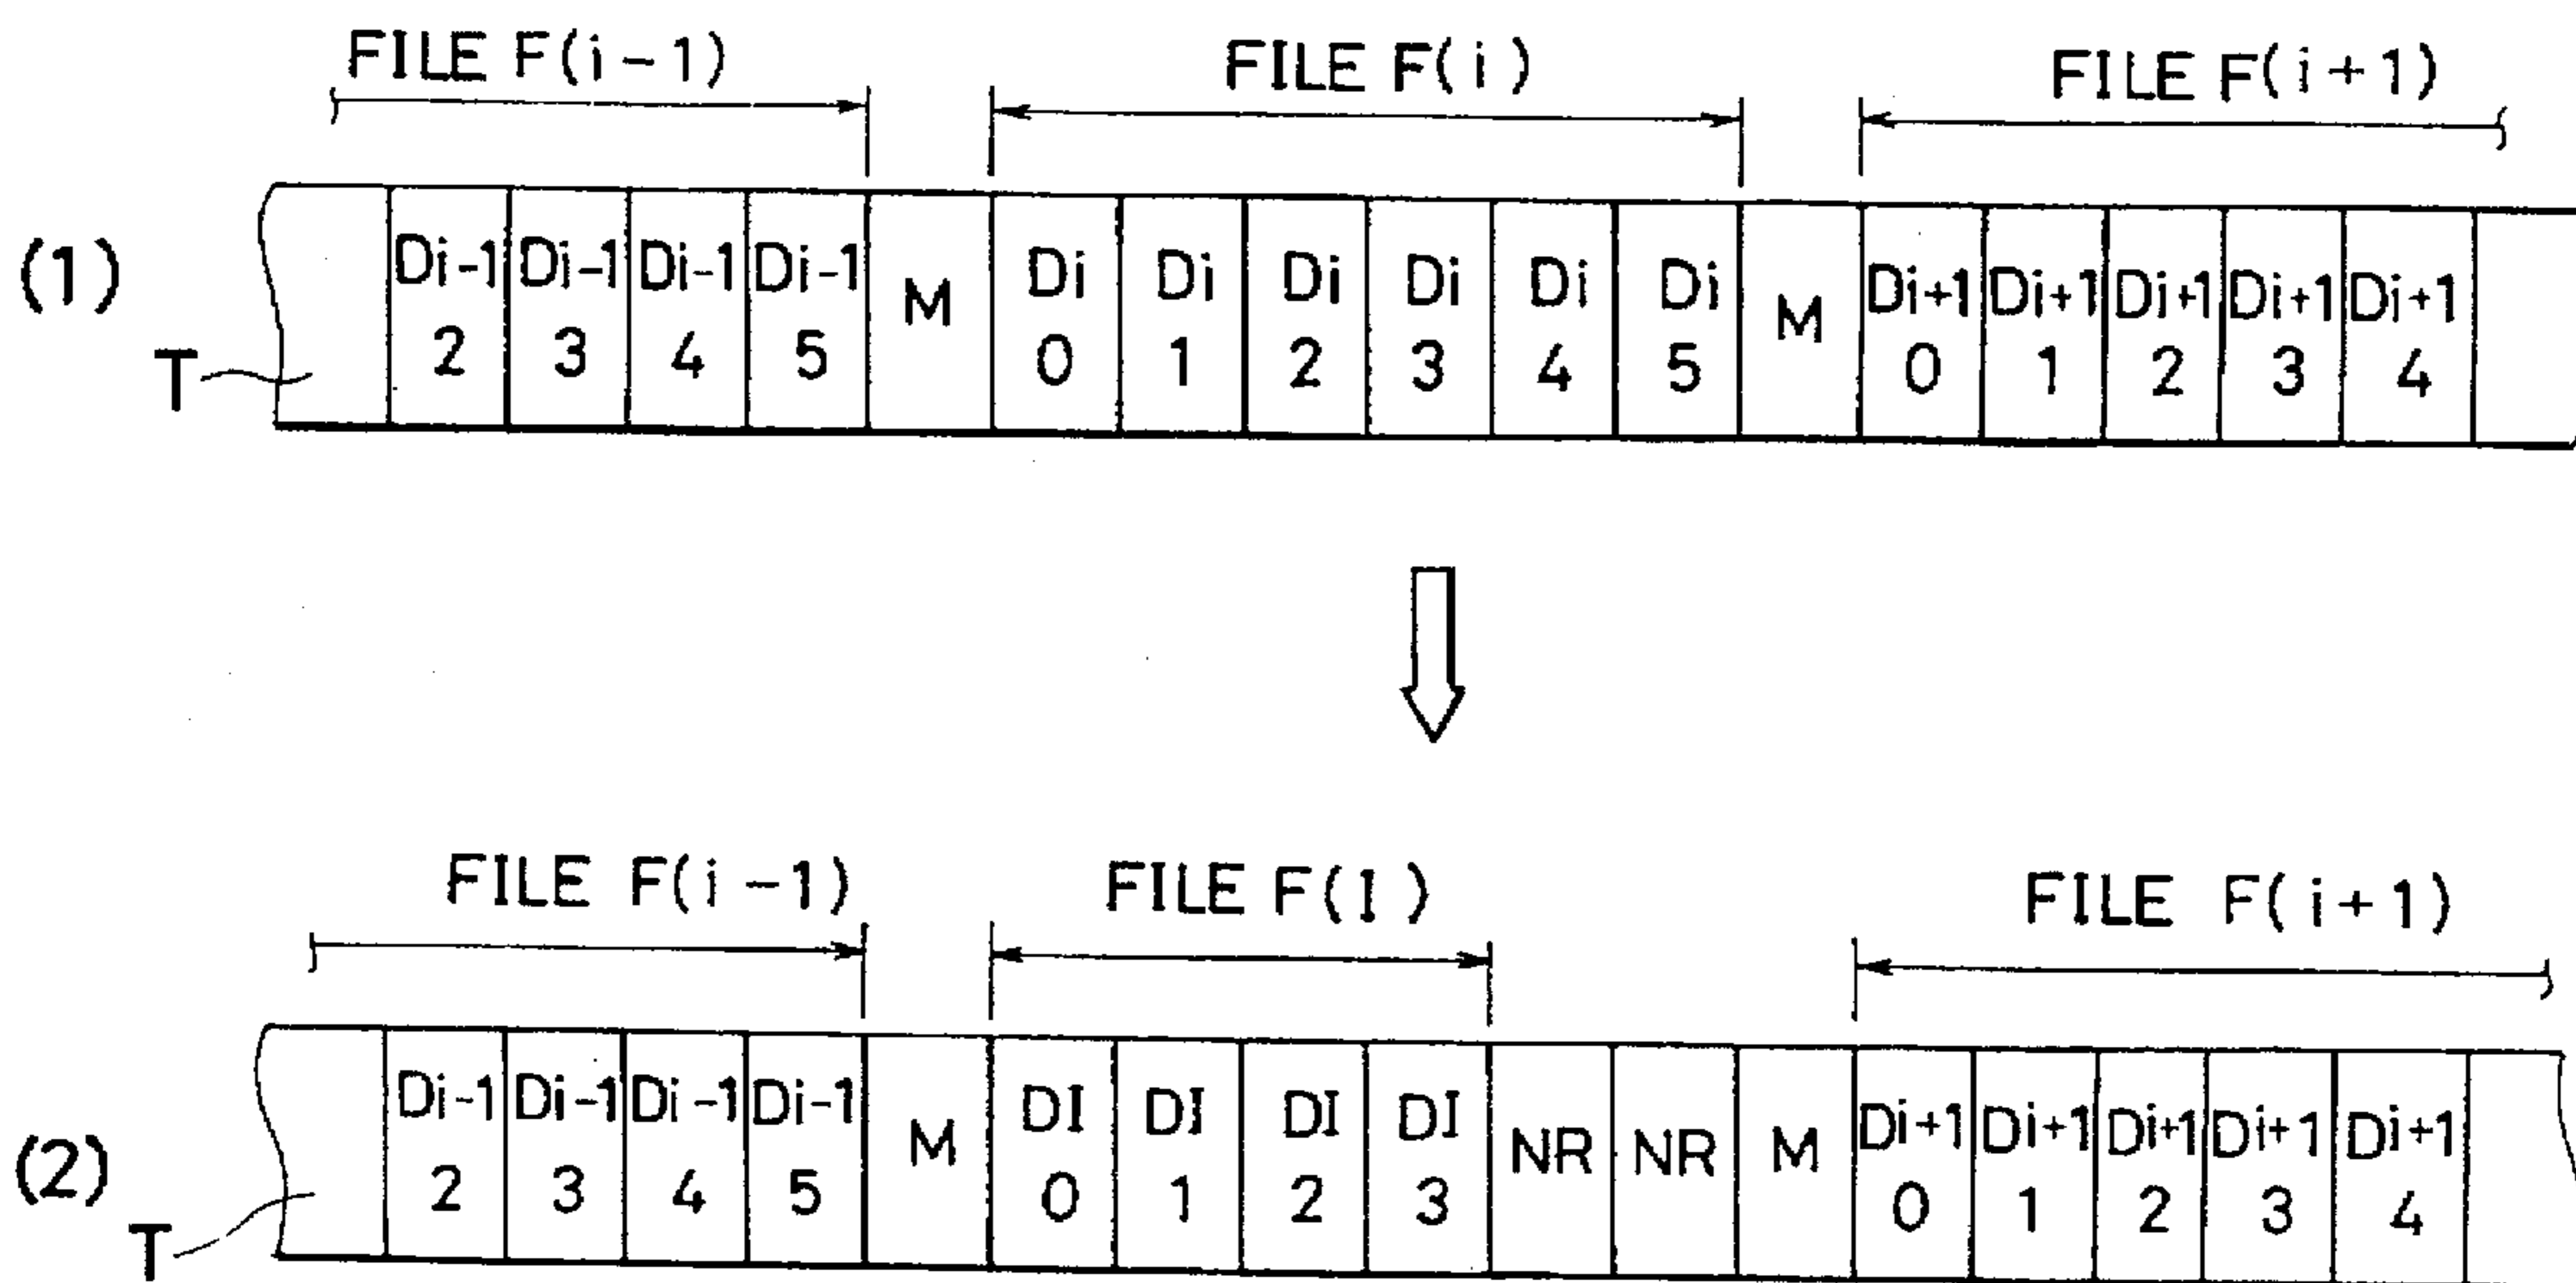 FILE F(i-1) FILE F(i) FILE F(i+1)
(1)
Di-1 Di-1 Di-1 Di-1 M Di Di Di Di Di Di M Di+1 Di+1 Di+1 Di+1 Di+1
2 3 4 5 0 1 2 3 4 5 0 1 2 3 4
T
FILE F(i-1) FILE F(I) FILE F(i+1)
(2)
Di-1 Di-1 Di-1 Di-1 M DI DI DI DI NR NR M Di+1 Di+1 Di+1 Di+1 Di+1
2 3 4 5 0 1 2 3 0 1 2 3 4
T